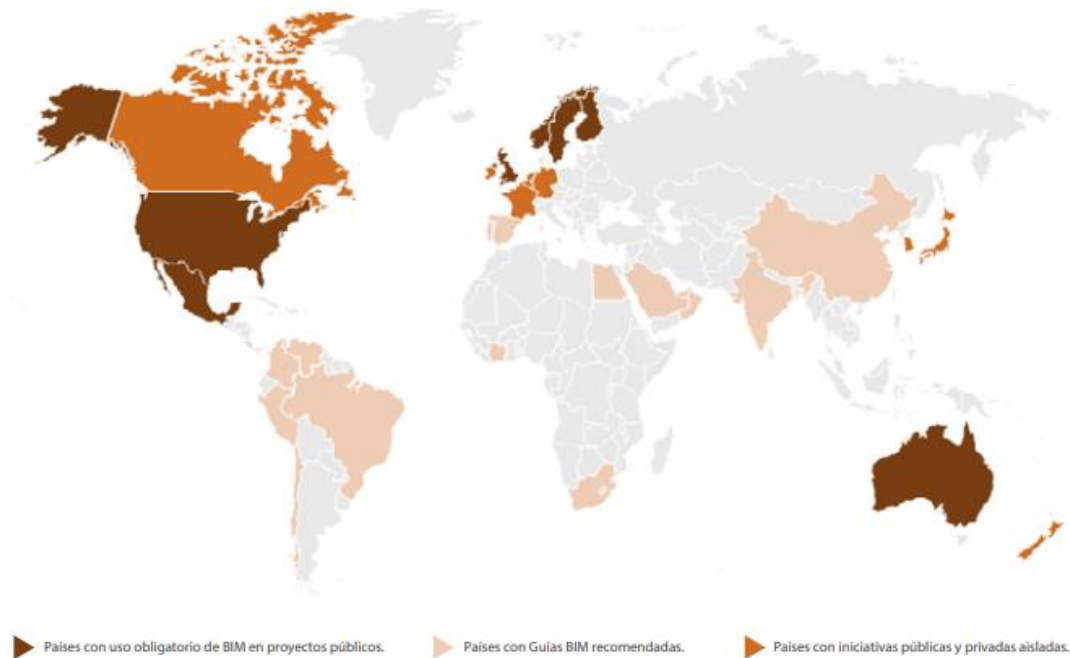 Países con uso obligatorio de BIM en proyectos públicos.
Países con Guías BIM recomendadas.
Países con iniciativas públicas y privadas aisladas.